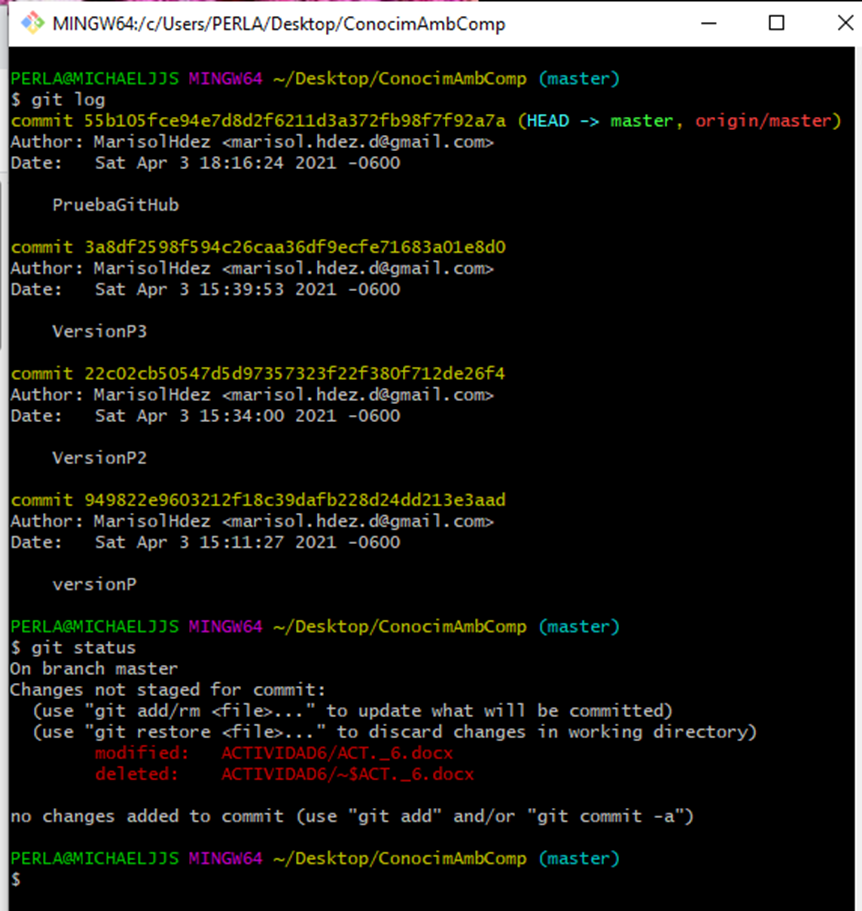 MINGW64:/c/Users/PERLA/Desktop/ConocimAmbComp
PERLA@MICHAELJJS MINGW64 ~/Desktop/ConocimAmbComp (master)
$ git log
commit 55b105fce94e7d8d2f6211d3a372fb98f7f92a7a (HEAD -> master, origin/master)
Author: MarisolHdez <marisol.hdez.d@gmail.com>
Date:   Sat Apr 3 18:16:24 2021 -0600
    PruebaGitHub
commit 3a8df2598f594c26caa36df9ecfe71683a01e8d0
Author: MarisolHdez <marisol.hdez.d@gmail.com>
Date:   Sat Apr 3 15:39:53 2021 -0600
    VersionP3
commit 22c02cb50547d5d97357323f22f380f712de26f4
Author: MarisolHdez <marisol.hdez.d@gmail.com>
Date:   Sat Apr 3 15:34:00 2021 -0600
    VersionP2
commit 949822e9603212f18c39dafb228d24dd213e3aad
Author: MarisolHdez <marisol.hdez.d@gmail.com>
Date:   Sat Apr 3 15:11:27 2021 -0600
    versionP
PERLA@MICHAELJJS MINGW64 ~/Desktop/ConocimAmbComp (master)
$ git status
On branch master
Changes not staged for commit:
  (use "git add/rm <file>..." to update what will be committed)
  (use "git restore <file>..." to discard changes in working directory)
        modified:   ACTIVIDAD6/ACT._6.docx
        deleted:    ACTIVIDAD6/~$ACT._6.docx
no changes added to commit (use "git add" and/or "git commit -a")
PERLA@MICHAELJJS MINGW64 ~/Desktop/ConocimAmbComp (master)
$